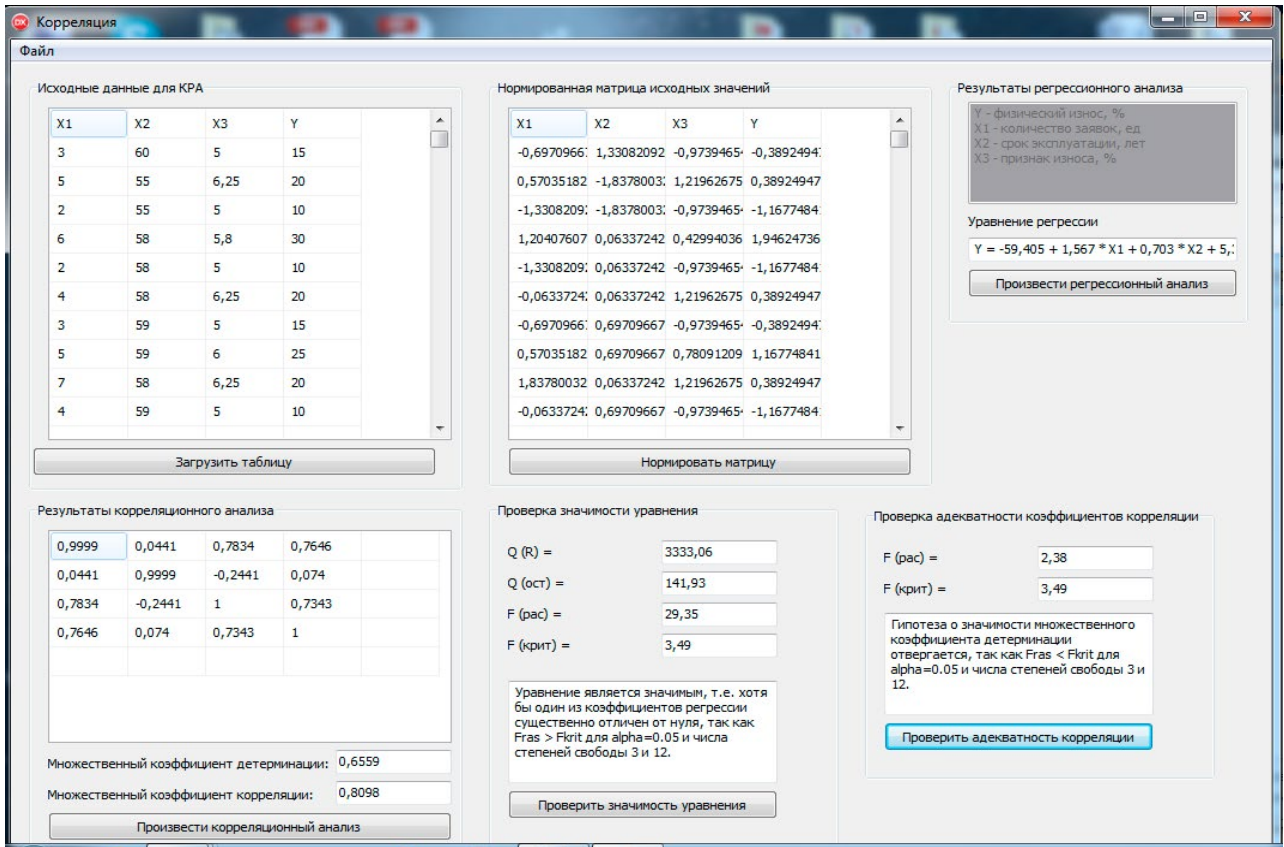 Корреляция
Файл
Исходные данные для КРА
X1 X2 X3 Y
3 60 5 15
5 55 6,25 20
2 55 5 10
6 58 5,8 30
2 58 5 10
4 58 6,25 20
3 59 5 15
5 59 6 25
7 58 6,25 20
4 59 5 10
Загрузить таблицу
Нормированная матрица исходных значений
X1 X2 X3 Y
-0,69709667 1,33082092 -0,9739465 -0,3892494
0,57035182 -1,8378003 1,21962675 0,38924947
-1,3308209 -1,8378003 -0,9739465 -1,1677484
1,20407607 0,06337242 0,42994036 1,94624736
-1,3308209 0,06337242 -0,9739465 -1,1677484
-0,0633724 0,06337242 1,21962675 0,38924947
-0,6970966 0,69709667 -0,9739465 -0,3892494
0,57035182 0,69709667 0,78091209 1,16774841
1,83780032 0,06337242 1,21962675 0,38924947
-0,0633724 0,69709667 -0,9739465 -1,1677484
Нормировать матрицу
Результаты регрессионного анализа
Y - физический износ, %
X1 - количество заявок, ед
X2 - срок эксплуатации, лет
X3 - признак износа, %
Уравнение регрессии
Y = -59,405 + 1,567 * X1 + 0,703 * X2 + 5,
Произвести регрессионный анализ
Результаты корреляционного анализа
0,9999 0,0441 0,7834 0,7646
0,0441 0,9999 -0,2441 0,074
0,7834 -0,2441 1 0,7343
0,7646 0,074 0,7343 1
Множественный коэффициент детерминации: 0,6559
Множественный коэффициент корреляции: 0,8098
Произвести корреляционный анализ
Проверка значимости уравнения
Q (R) = 3333,06
Q (ост) = 141,93
F (рас) = 29,35
F (крит) = 3,49
Уравнение является значимым, т.е. хотя
бы один из коэффициентов регрессии
существенно отличен от нуля, так как
Fras > Fkrit для alpha=0.05 и числа
степеней свободы 3 и 12.
Проверить значимость уравнения
Проверка адекватности коэффициентов корреляции
F (рас) = 2,38
F (крит) = 3,49
Гипотеза о значимости множественного
коэффициента детерминации
отвергается, так как Fras < Fkrit для
alpha=0.05 и числа степеней свободы 3 и
12.
Проверить адекватность корреляции